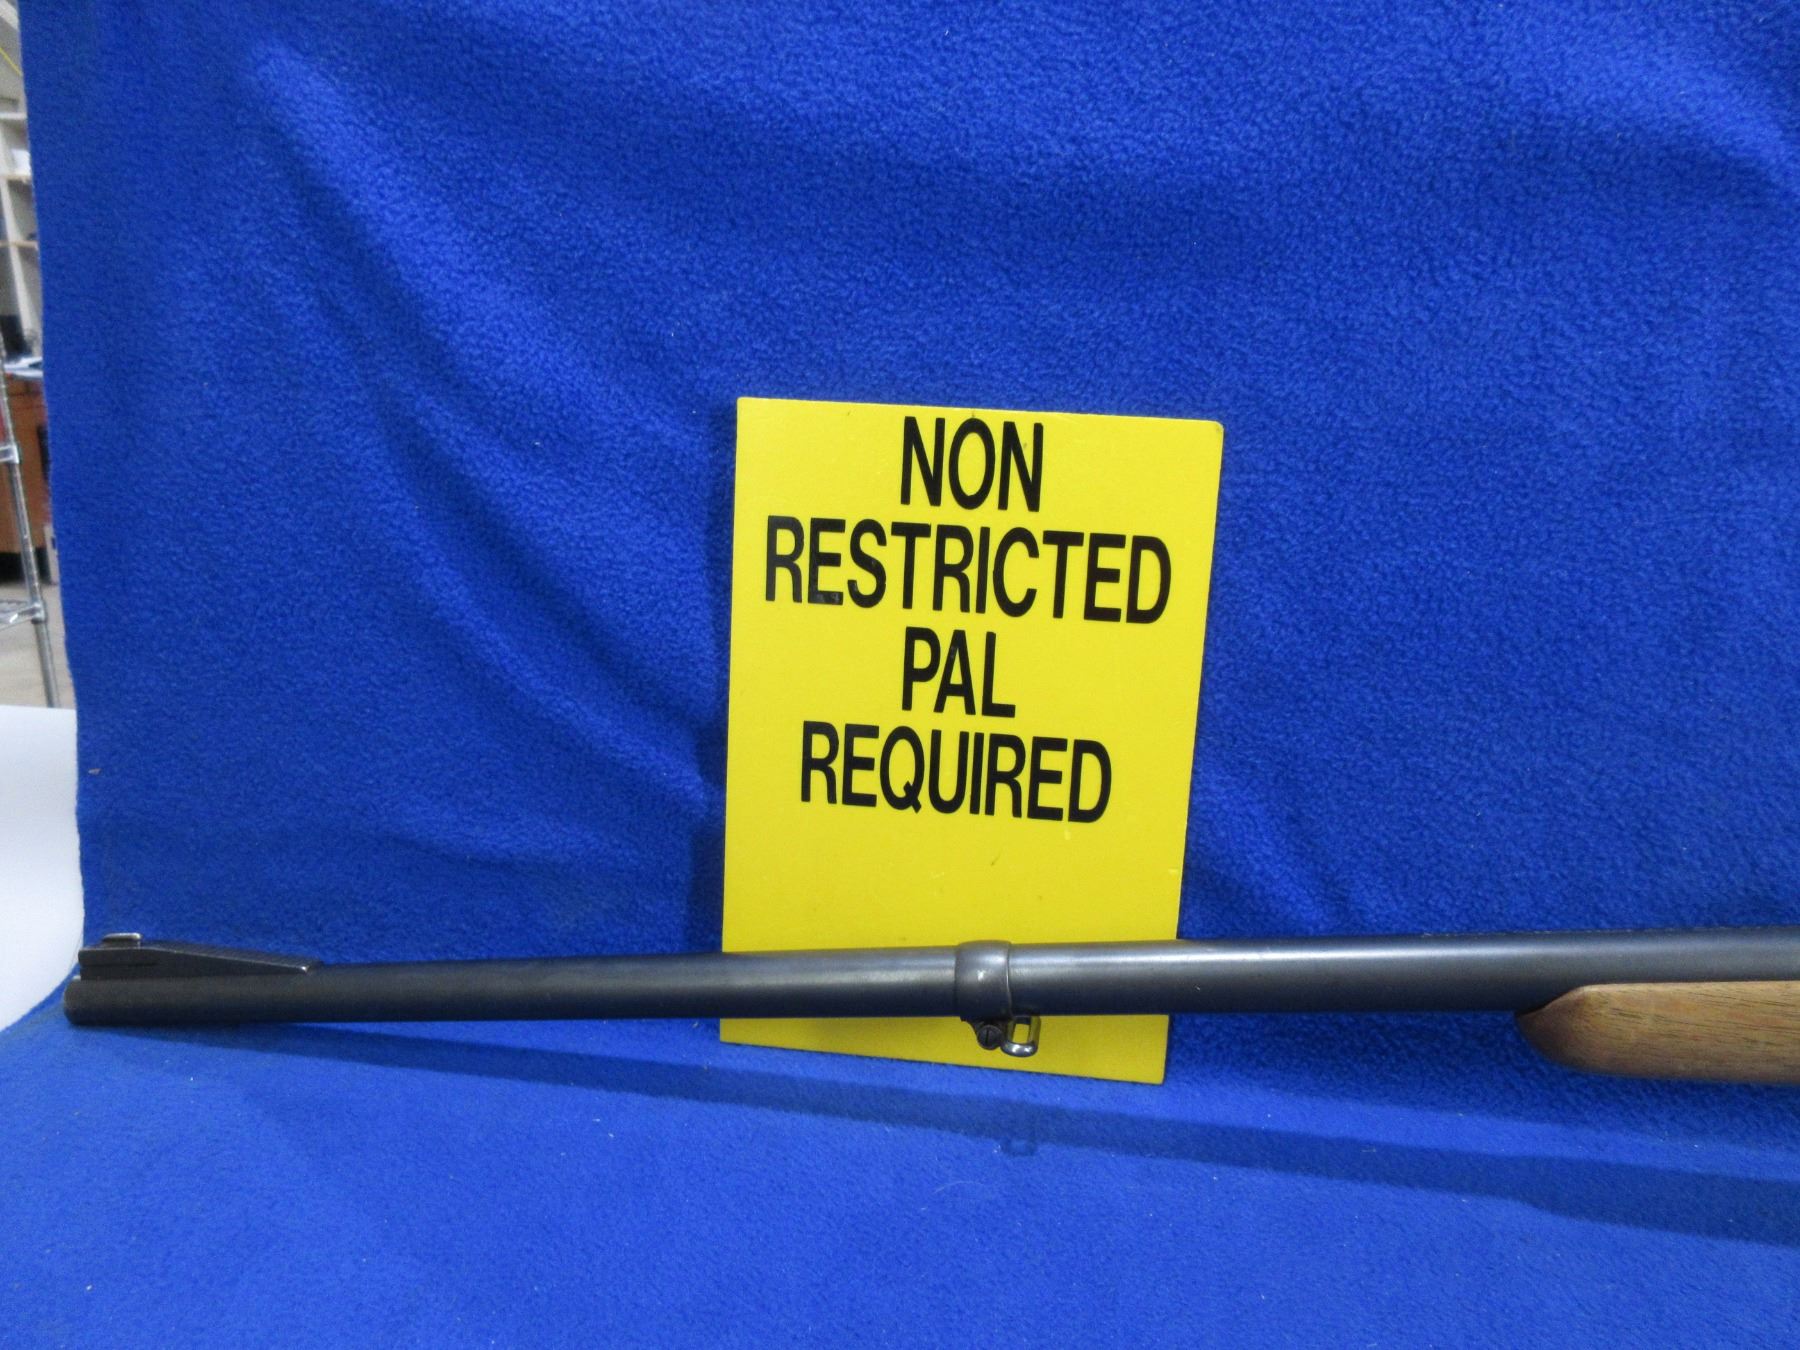 NON
RESTRICTED
PAL
REQUIRED